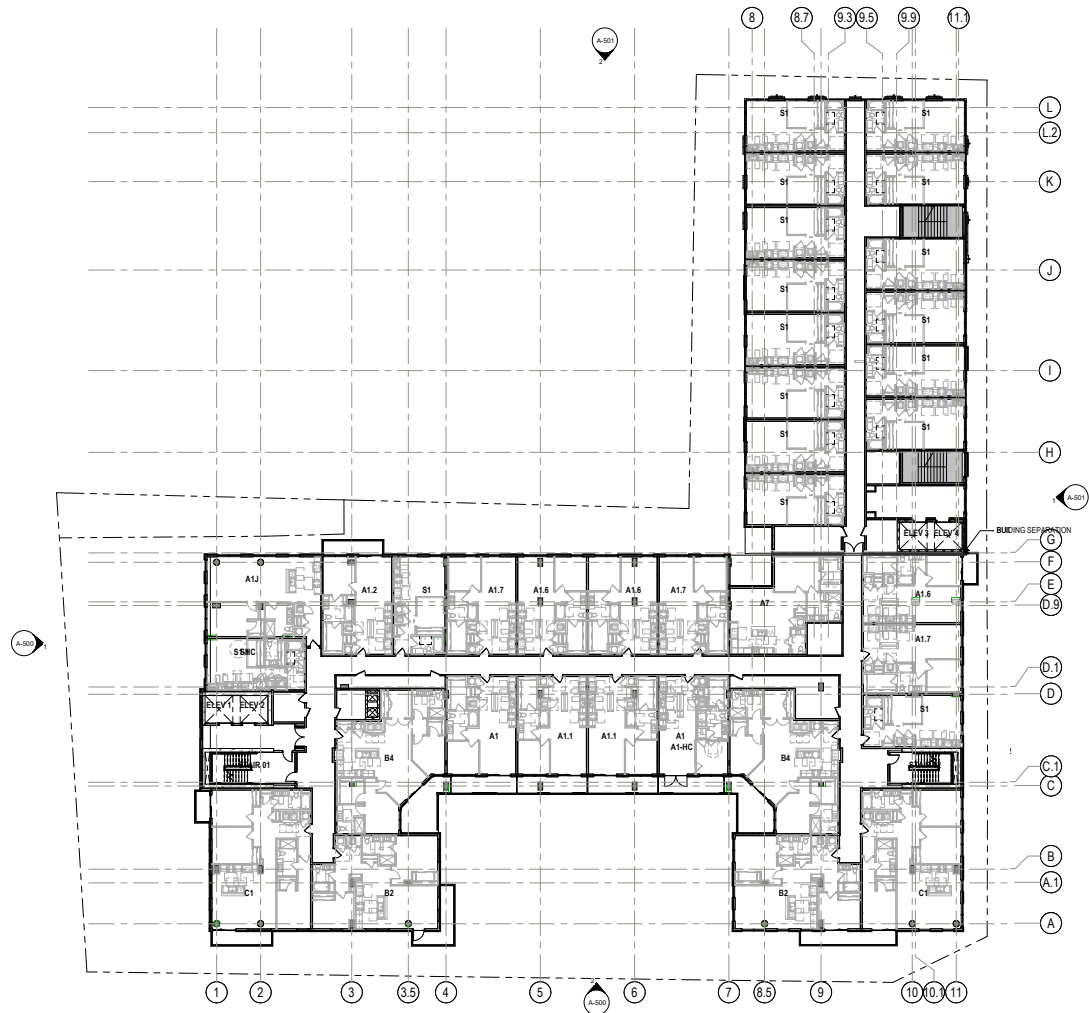 8
8.7
9.3
9.5
9.9
11.1
A-501
2
L
L.2
K
J
I
H
S1
S1
S1
S1
S1
S1
S1
S1
S1
S1
S1
S1
S1
S1
1
A-501
BUIDING SEPARATION
ELEV 3
ELEV 4
G
F
E
D.9
A1J
A1.2
S1
A1.7
A1.6
A1.6
A1.7
A7
A1.6
A1.7
A-500
1
D.1
D
ELEV 1
ELEV 2
S1
A1
A1.1
A1.1
A1
A1-HC
B4
B4
C.1
C
B
A.1
A
C1
B2
B2
C1
1
2
3
3.5
4
5
6
7
8.5
9
10
10.1
11
2
A-500